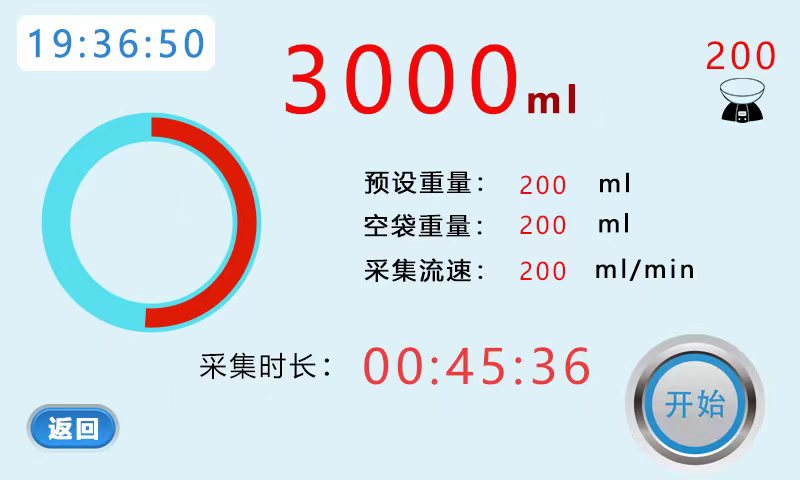 19:36:50
3000ml
200
预设重量： 200 ml
空袋重量： 200 ml
采集流速： 200 ml/min
采集时长： 00:45:36
开始
返回